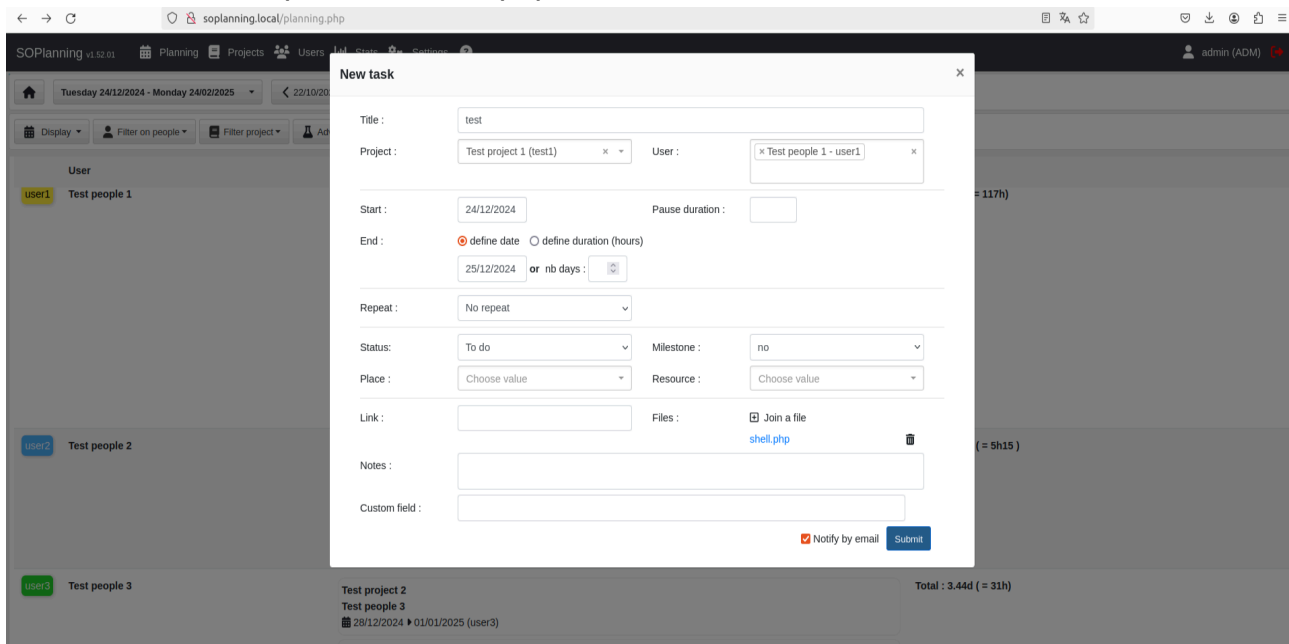 soplanning.local/planning.php
SOPlanning v1.52.01 Planning Projects Users Stats Settings admin (ADM)
Tuesday 24/12/2024 - Monday 24/02/2025 22/10/20
Display Filter on people Filter project Ad
User
user1 Test people 1 = 117h)
New task ×
Title : test
Project : Test project 1 (test1) × User : × Test people 1 - user1 ×
Start : 24/12/2024 Pause duration :
End : define date define duration (hours)
25/12/2024 or nb days :
Repeat : No repeat
Status: To do Milestone : no
Place : Choose value Resource : Choose value
Link : Files : Join a file
shell.php
Notes :
Custom field :
Notify by email Submit
user2 Test people 2 ( = 5h15 )
user3 Test people 3 Total : 3.44d ( = 31h)
Test project 2
Test people 3
28/12/2024 01/01/2025 (user3)